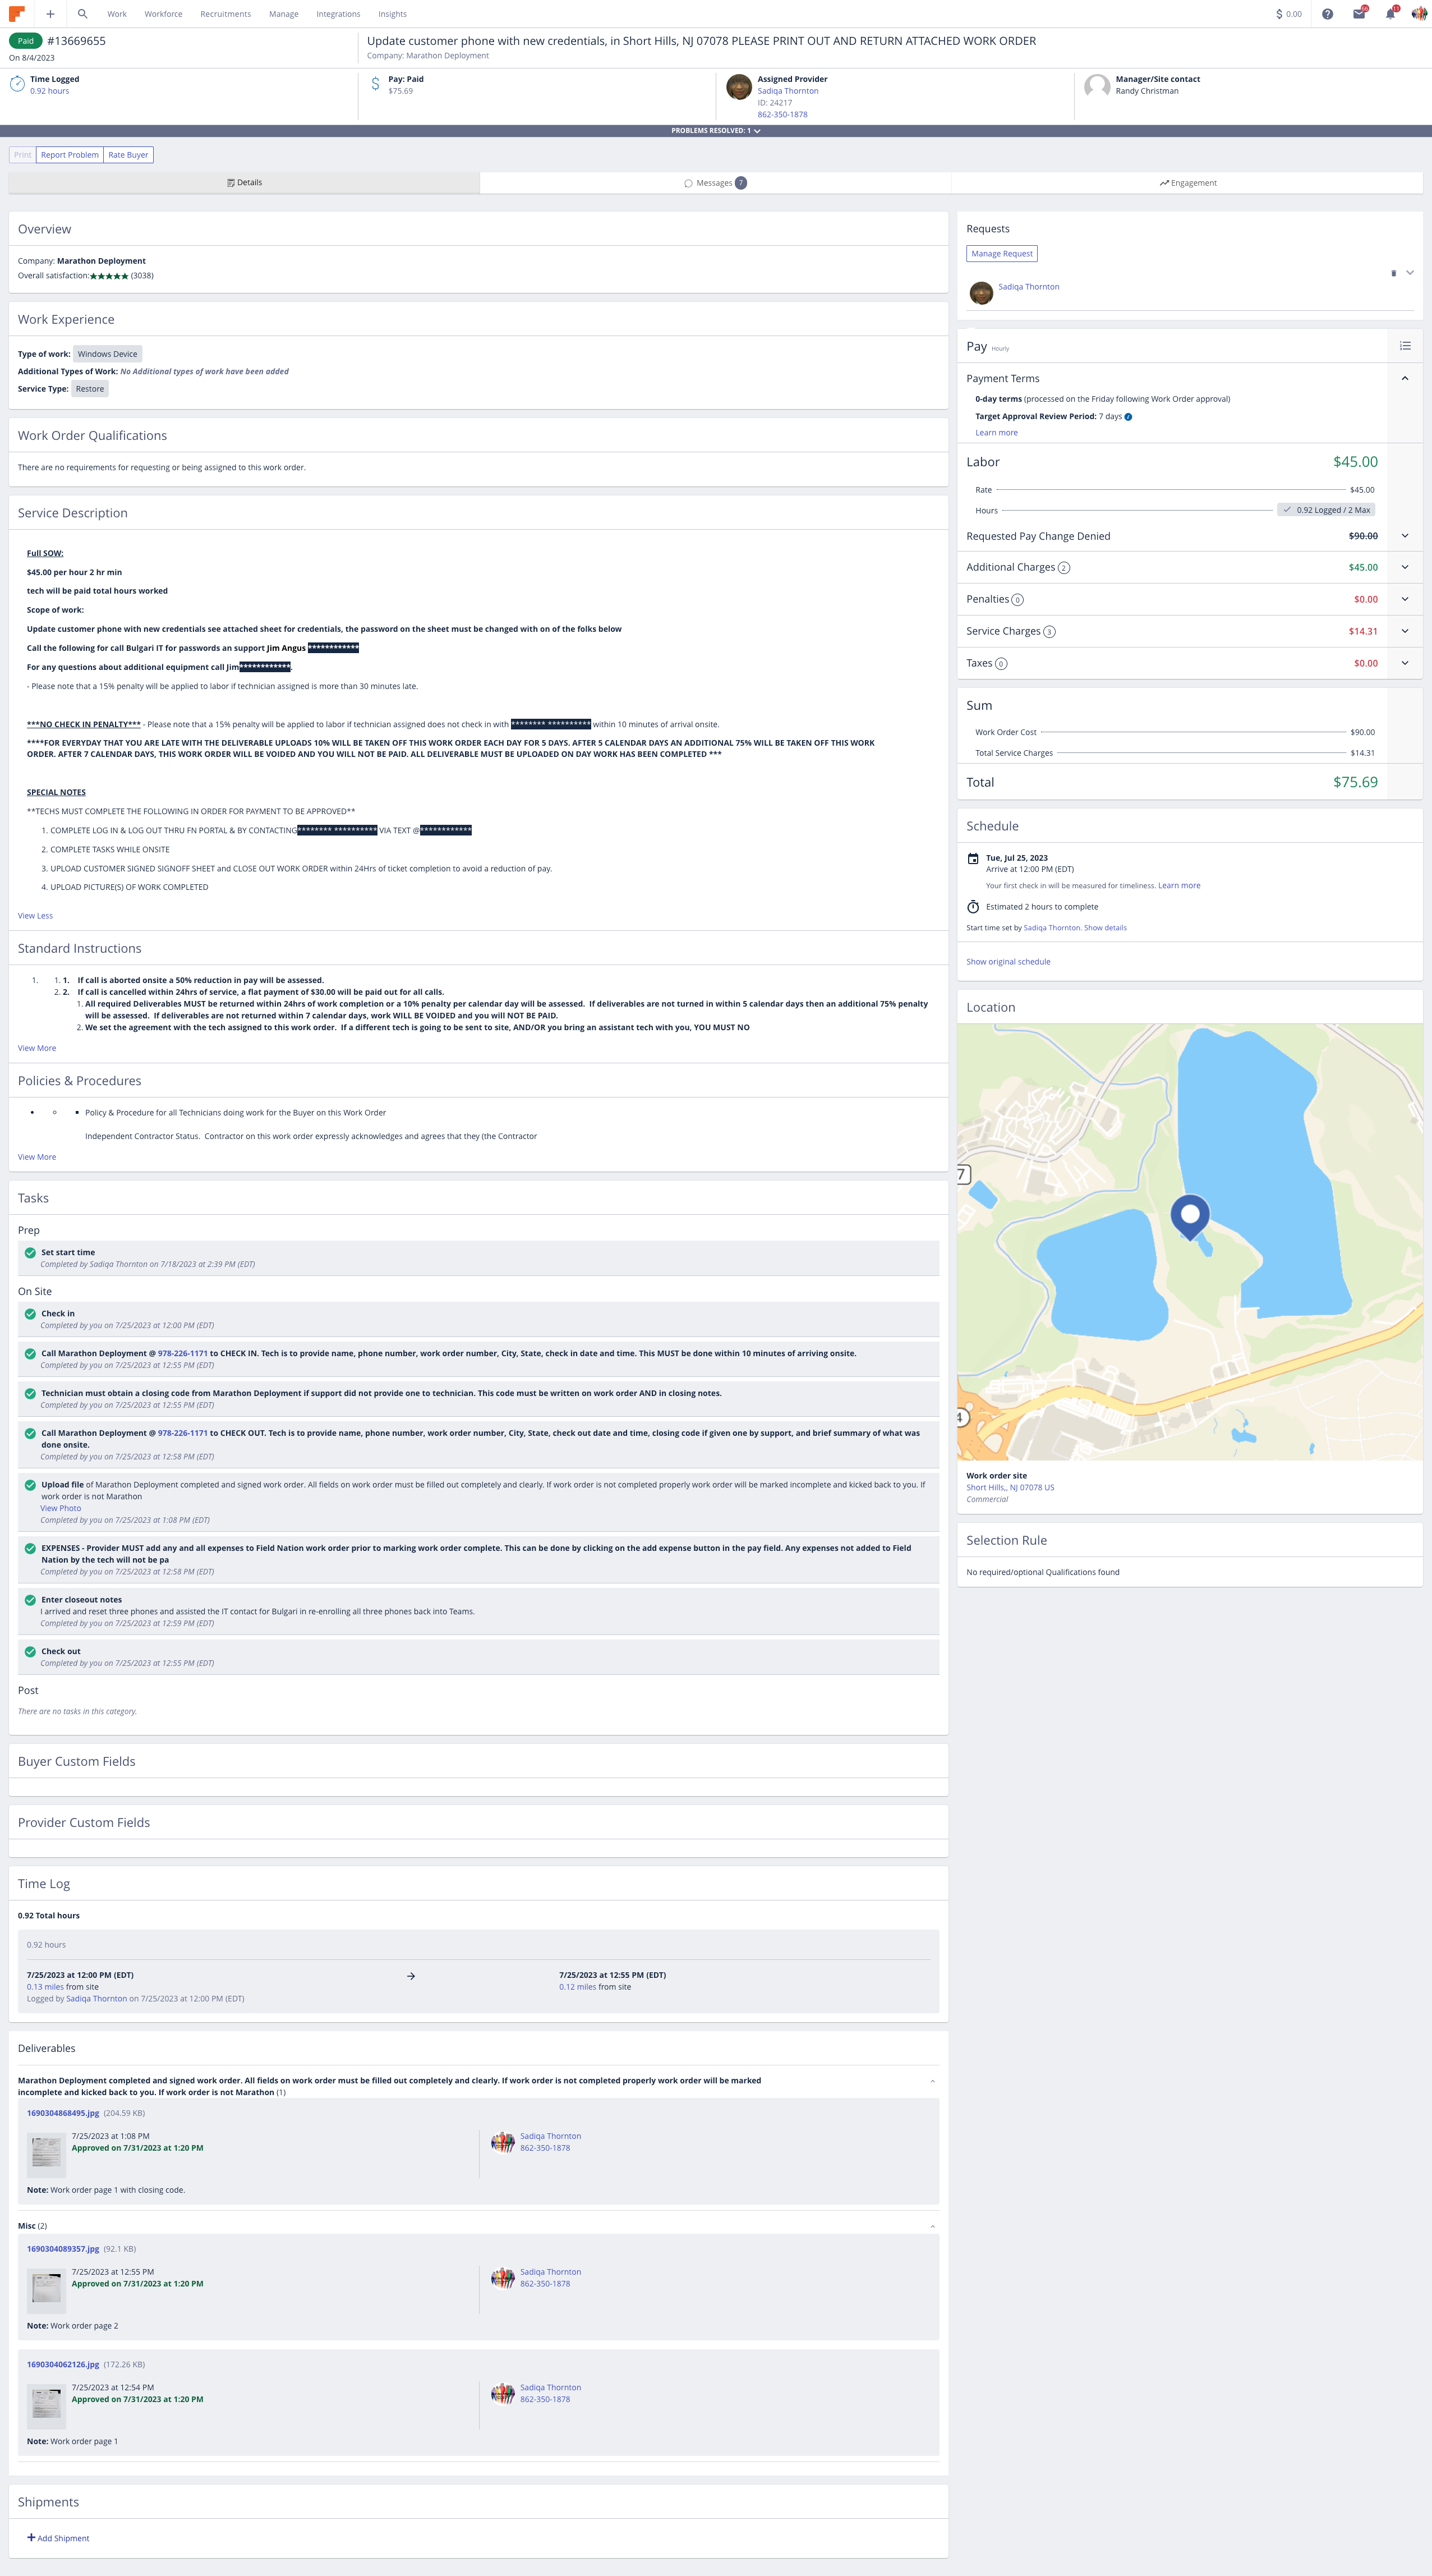 Work Workforce Recruitments Manage Integrations Insights $ 0.00
Paid #13669655
On 8/4/2023
Update customer phone with new credentials, in Short Hills, NJ 07078 PLEASE PRINT OUT AND RETURN ATTACHED WORK ORDER
Company: Marathon Deployment
Time Logged
0.92 hours
Pay: Paid
$75.69
Assigned Provider
Sadiqa Thornton
ID: 24217
862-350-1878
Manager/Site contact
Randy Christman
PROBLEMS RESOLVED: 1
Print Report Problem Rate Buyer
Details Messages 7 Engagement
Overview
Company: Marathon Deployment
Overall satisfaction:★★★★★ (3038)
Work Experience
Type of work: Windows Device
Additional Types of Work: No Additional types of work have been added
Service Type: Restore
Work Order Qualifications
There are no requirements for requesting or being assigned to this work order.
Service Description
Full SOW:
$45.00 per hour 2 hr min
tech will be paid total hours worked
Scope of work:
Update customer phone with new credentials see attached sheet for credentials, the password on the sheet must be changed with on of the folks below
Call the following for call Bulgari IT for passwords an support Jim Angus ************
For any questions about additional equipment call Jim************.
- Please note that a 15% penalty will be applied to labor if technician assigned is more than 30 minutes late.
***NO CHECK IN PENALTY*** - Please note that a 15% penalty will be applied to labor if technician assigned does not check in with ******** ********** within 10 minutes of arrival onsite.
****FOR EVERYDAY THAT YOU ARE LATE WITH THE DELIVERABLE UPLOADS 10% WILL BE TAKEN OFF THIS WORK ORDER EACH DAY FOR 5 DAYS. AFTER 5 CALENDAR DAYS AN ADDITIONAL 75% WILL BE TAKEN OFF THIS WORK
ORDER. AFTER 7 CALENDAR DAYS, THIS WORK ORDER WILL BE VOIDED AND YOU WILL NOT BE PAID. ALL DELIVERABLE MUST BE UPLOADED ON DAY WORK HAS BEEN COMPLETED ***
SPECIAL NOTES
**TECHS MUST COMPLETE THE FOLLOWING IN ORDER FOR PAYMENT TO BE APPROVED**
1. COMPLETE LOG IN & LOG OUT THRU FN PORTAL & BY CONTACTING******** ********** VIA TEXT @************
2. COMPLETE TASKS WHILE ONSITE
3. UPLOAD CUSTOMER SIGNED SIGNOFF SHEET and CLOSE OUT WORK ORDER within 24Hrs of ticket completion to avoid a reduction of pay.
4. UPLOAD PICTURE(S) OF WORK COMPLETED
View Less
Standard Instructions
1. 1. 1. If call is aborted onsite a 50% reduction in pay will be assessed.
2. 2. If call is cancelled within 24hrs of service, a flat payment of $30.00 will be paid out for all calls.
1. All required Deliverables MUST be returned within 24hrs of work completion or a 10% penalty per calendar day will be assessed. If deliverables are not turned in within 5 calendar days then an additional 75% penalty
will be assessed. If deliverables are not returned within 7 calendar days, work WILL BE VOIDED and you will NOT BE PAID.
2. We set the agreement with the tech assigned to this work order. If a different tech is going to be sent to site, AND/OR you bring an assistant tech with you, YOU MUST NO
View More
Policies & Procedures
Policy & Procedure for all Technicians doing work for the Buyer on this Work Order
Independent Contractor Status. Contractor on this work order expressly acknowledges and agrees that they (the Contractor
View More
Tasks
Prep
Set start time
Completed by Sadiqa Thornton on 7/18/2023 at 2:39 PM (EDT)
On Site
Check in
Completed by you on 7/25/2023 at 12:00 PM (EDT)
Call Marathon Deployment @ 978-226-1171 to CHECK IN. Tech is to provide name, phone number, work order number, City, State, check in date and time. This MUST be done within 10 minutes of arriving onsite.
Completed by you on 7/25/2023 at 12:55 PM (EDT)
Technician must obtain a closing code from Marathon Deployment if support did not provide one to technician. This code must be written on work order AND in closing notes.
Completed by you on 7/25/2023 at 12:55 PM (EDT)
Call Marathon Deployment @ 978-226-1171 to CHECK OUT. Tech is to provide name, phone number, work order number, City, State, check out date and time, closing code if given one by support, and brief summary of what was
done onsite.
Completed by you on 7/25/2023 at 12:58 PM (EDT)
Upload file of Marathon Deployment completed and signed work order. All fields on work order must be filled out completely and clearly. If work order is not completed properly work order will be marked incomplete and kicked back to you. If
work order is not Marathon
View Photo
Completed by you on 7/25/2023 at 1:08 PM (EDT)
EXPENSES - Provider MUST add any and all expenses to Field Nation work order prior to marking work order complete. This can be done by clicking on the add expense button in the pay field. Any expenses not added to Field
Nation by the tech will not be pa
Completed by you on 7/25/2023 at 12:58 PM (EDT)
Enter closeout notes
I arrived and reset three phones and assisted the IT contact for Bulgari in re-enrolling all three phones back into Teams.
Completed by you on 7/25/2023 at 12:59 PM (EDT)
Check out
Completed by you on 7/25/2023 at 12:55 PM (EDT)
Post
There are no tasks in this category.
Buyer Custom Fields
Provider Custom Fields
Time Log
0.92 Total hours
0.92 hours
7/25/2023 at 12:00 PM (EDT) → 7/25/2023 at 12:55 PM (EDT)
0.13 miles from site 0.12 miles from site
Logged by Sadiqa Thornton on 7/25/2023 at 12:00 PM (EDT)
Deliverables
Marathon Deployment completed and signed work order. All fields on work order must be filled out completely and clearly. If work order is not completed properly work order will be marked
incomplete and kicked back to you. If work order is not Marathon (1)
1690304868495.jpg (204.59 KB)
7/25/2023 at 1:08 PM Sadiqa Thornton
Approved on 7/31/2023 at 1:20 PM 862-350-1878
Note: Work order page 1 with closing code.
Misc (2)
1690304089357.jpg (92.1 KB)
7/25/2023 at 12:55 PM Sadiqa Thornton
Approved on 7/31/2023 at 1:20 PM 862-350-1878
Note: Work order page 2
1690304062126.jpg (172.26 KB)
7/25/2023 at 12:54 PM Sadiqa Thornton
Approved on 7/31/2023 at 1:20 PM 862-350-1878
Note: Work order page 1
Shipments
+ Add Shipment
Requests
Manage Request
Sadiqa Thornton
Pay Hourly
Payment Terms
0-day terms (processed on the Friday following Work Order approval)
Target Approval Review Period: 7 days
Learn more
Labor $45.00
Rate $45.00
Hours 0.92 Logged / 2 Max
Requested Pay Change Denied $90.00
Additional Charges 2 $45.00
Penalties 0 $0.00
Service Charges 3 $14.31
Taxes 0 $0.00
Sum
Work Order Cost $90.00
Total Service Charges $14.31
Total $75.69
Schedule
Tue, Jul 25, 2023
Arrive at 12:00 PM (EDT)
Your first check in will be measured for timeliness. Learn more
Estimated 2 hours to complete
Start time set by Sadiqa Thornton. Show details
Show original schedule
Location
7
4
Work order site
Short Hills,, NJ 07078 US
Commercial
Selection Rule
No required/optional Qualifications found